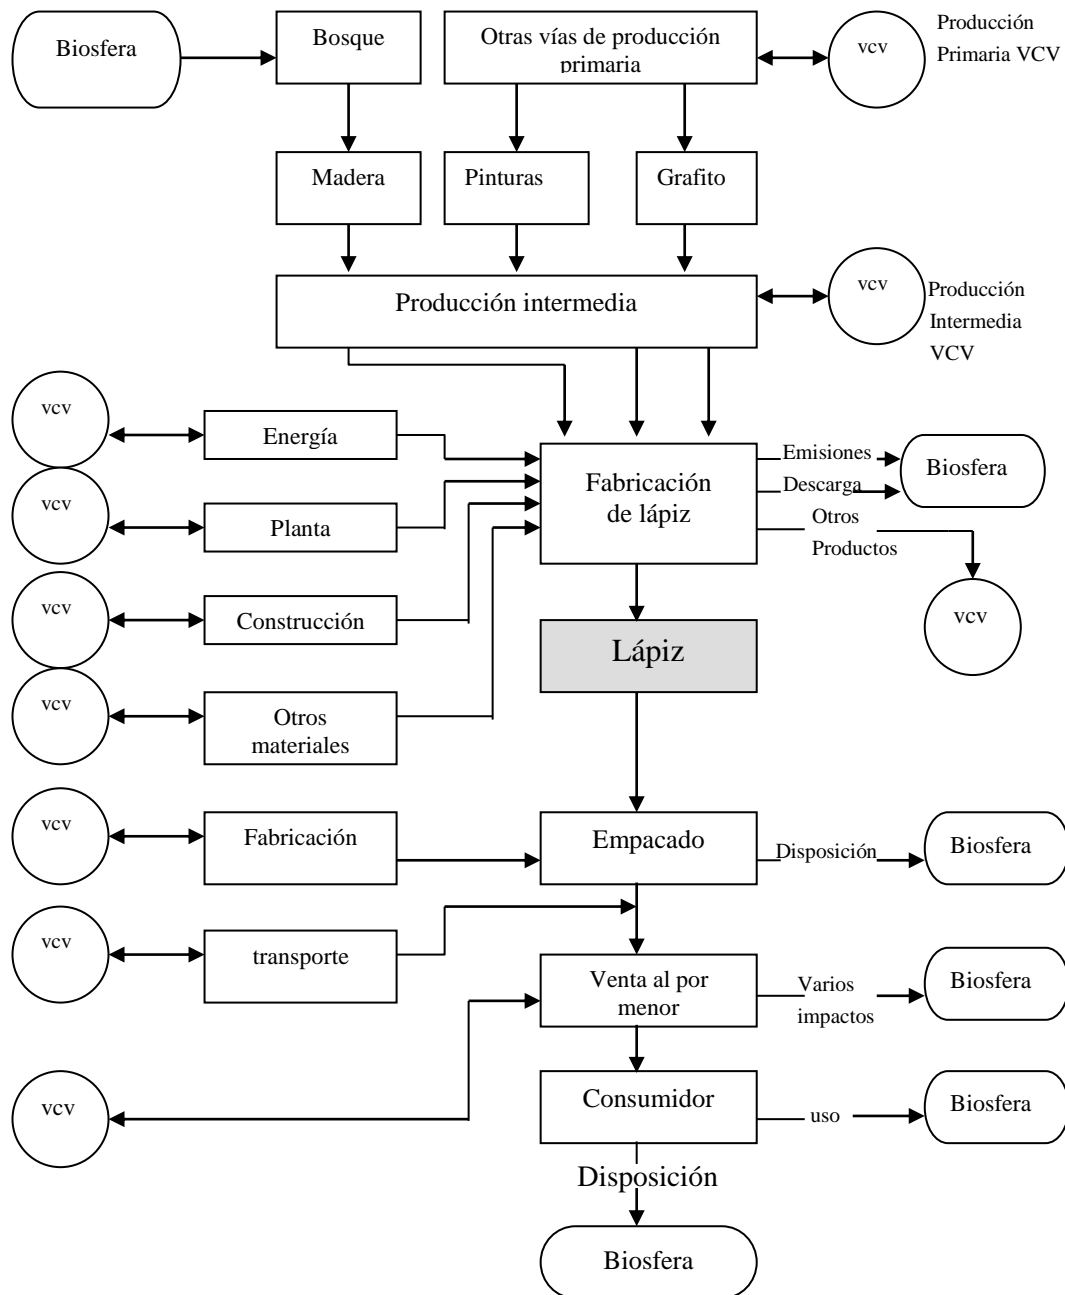 Biosfera
Bosque
Otras vías de producción
primaria
vcv
Producción
Primaria VCV
Madera
Pinturas
Grafito
Producción intermedia
vcv
Producción
Intermedia
VCV
vcv
Energía
Fabricación
de lápiz
Emisiones
Descarga
Biosfera
vcv
Planta
Otros
Productos
vcv
Construcción
Lápiz
vcv
vcv
Otros
materiales
vcv
Fabricación
Empacado
Disposición
Biosfera
vcv
transporte
Venta al por
menor
Varios
impactos
Biosfera
vcv
Consumidor
uso
Biosfera
Disposición
Biosfera